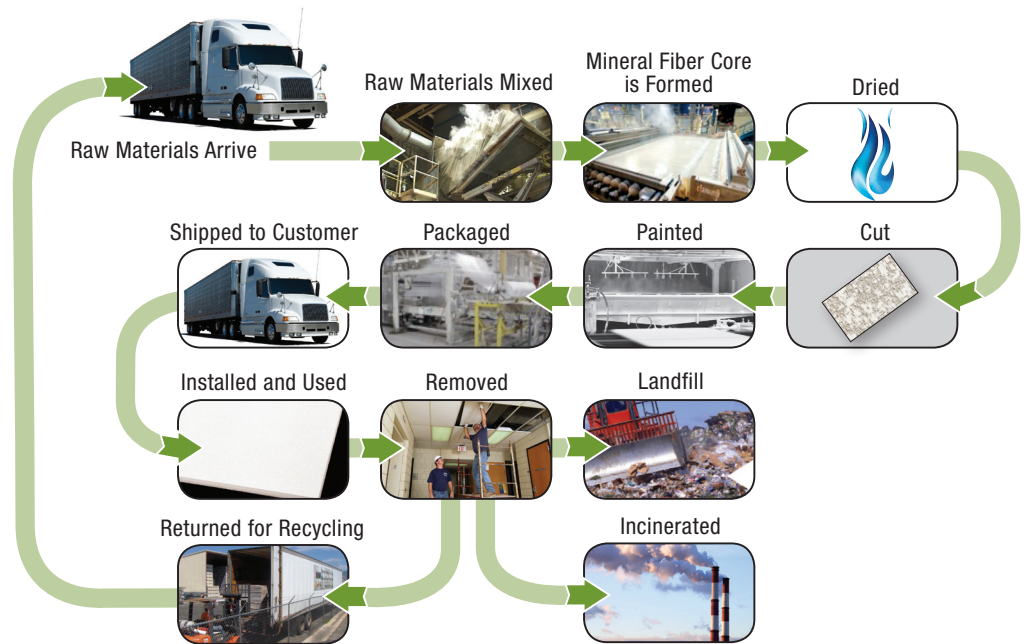 Raw Materials Arrive
Raw Materials Mixed
Mineral Fiber Core
is Formed
Dried
Cut
Painted
Packaged
Shipped to Customer
Installed and Used
Removed
Landfill
Incinerated
Returned for Recycling